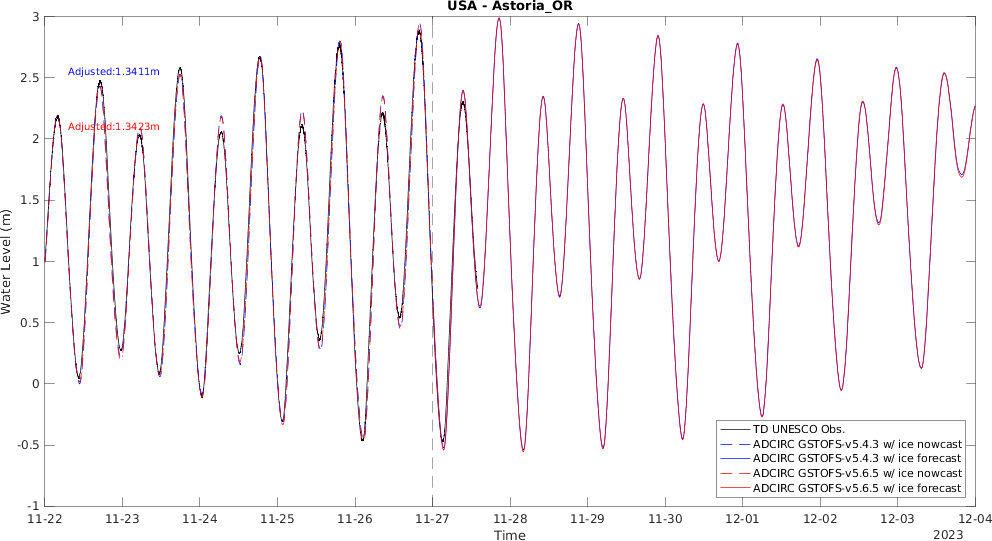 USA - Astoria_OR
3
2.5
2
1.5
1
0.5
0
-0.5
-1
Water Level (m)
Adjusted:1.3411m
Adjusted:1.3423m
TD UNESCO Obs.
ADCIRC GSTOFS-v5.4.3 w/ ice nowcast
ADCIRC GSTOFS-v5.4.3 w/ ice forecast
ADCIRC GSTOFS-v5.6.5 w/ ice nowcast
ADCIRC GSTOFS-v5.6.5 w/ ice forecast
11-22 11-23 11-24 11-25 11-26 11-27 11-28 11-29 11-30 12-01 12-02 12-03 12-04
Time
2023